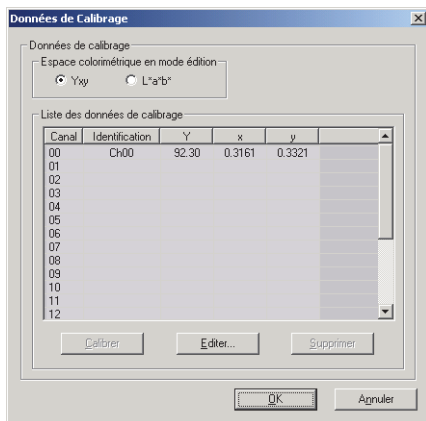 Données de Calibrage
Données de calibrage
Espace colorimétrique en mode édition
Yxy L*a*b*
Liste des données de calibrage
Canal Identification Y x y
00 Ch00 92.30 0.3161 0.3321
01
02
03
04
05
06
07
08
09
10
11
12
Calibrer Editer... Supprimer
OK Annuler